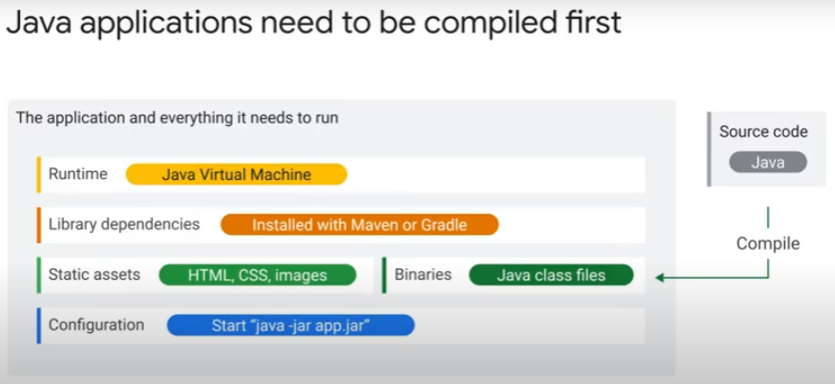 Java applications need to be compiled first
The application and everything it needs to run
Source code
Java
Runtime Java Virtual Machine
Library dependencies Installed with Maven or Gradle
Compile
Static assets HTML, CSS, images Binaries Java class files
Configuration Start “java -jar app.jar”